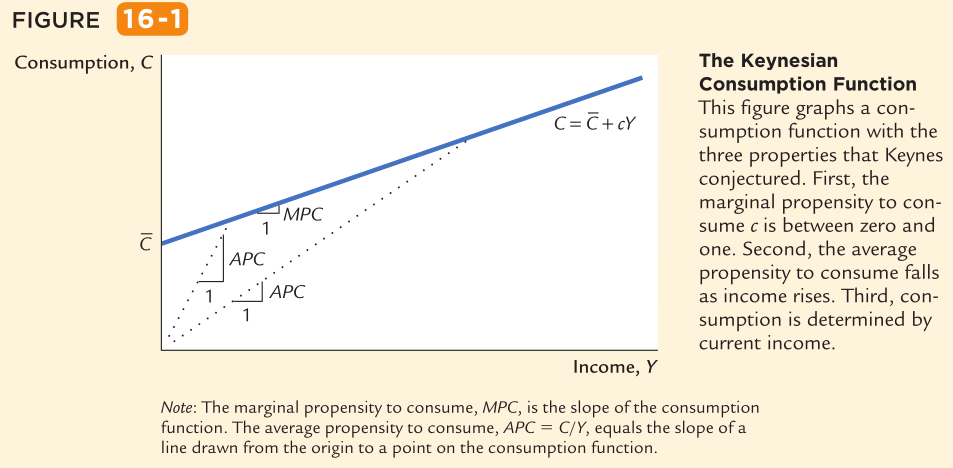 FIGURE 16-1
Consumption, C
C = C̅ + cY
MPC
1
C̅
APC
1
APC
1
Income, Y
The Keynesian
Consumption Function
This figure graphs a con-
sumption function with the
three properties that Keynes
conjectured. First, the
marginal propensity to con-
sume c is between zero and
one. Second, the average
propensity to consume falls
as income rises. Third, con-
sumption is determined by
current income.
Note: The marginal propensity to consume, MPC, is the slope of the consumption
function. The average propensity to consume, APC = C/Y, equals the slope of a
line drawn from the origin to a point on the consumption function.